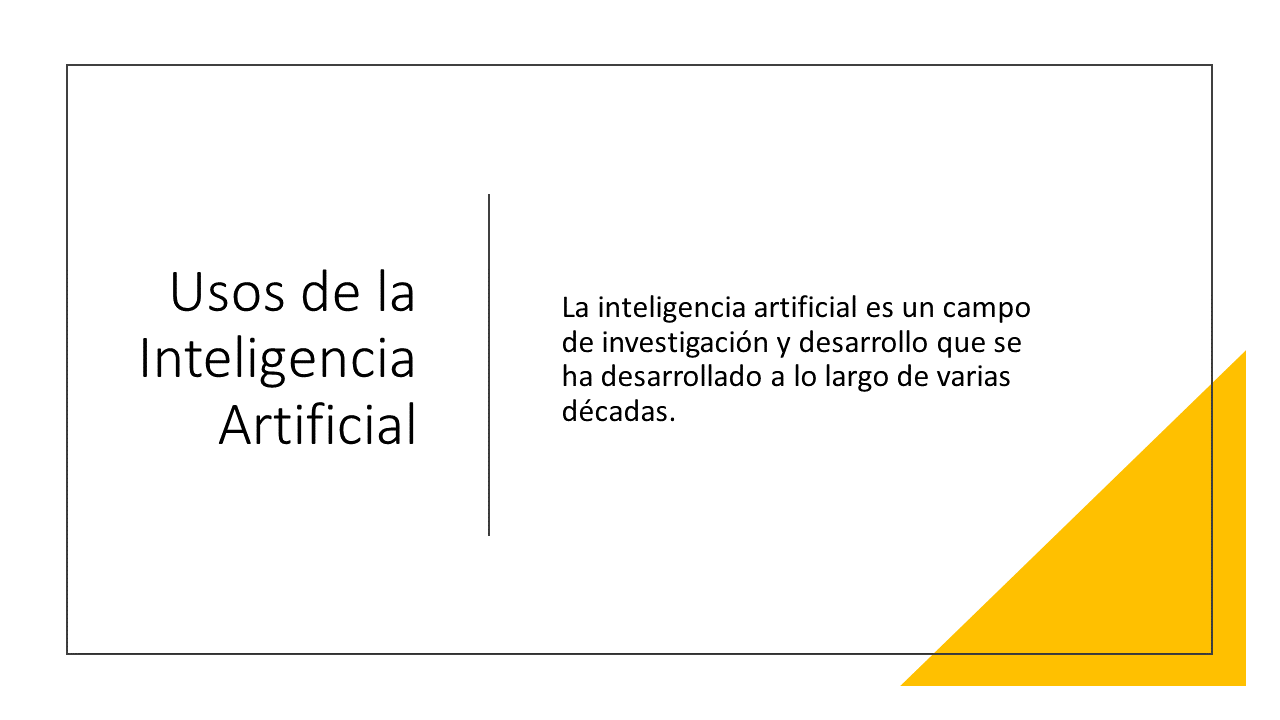 Usos de la
Inteligencia
Artificial
La inteligencia artificial es un campo
de investigación y desarrollo que se
ha desarrollado a lo largo de varias
décadas.